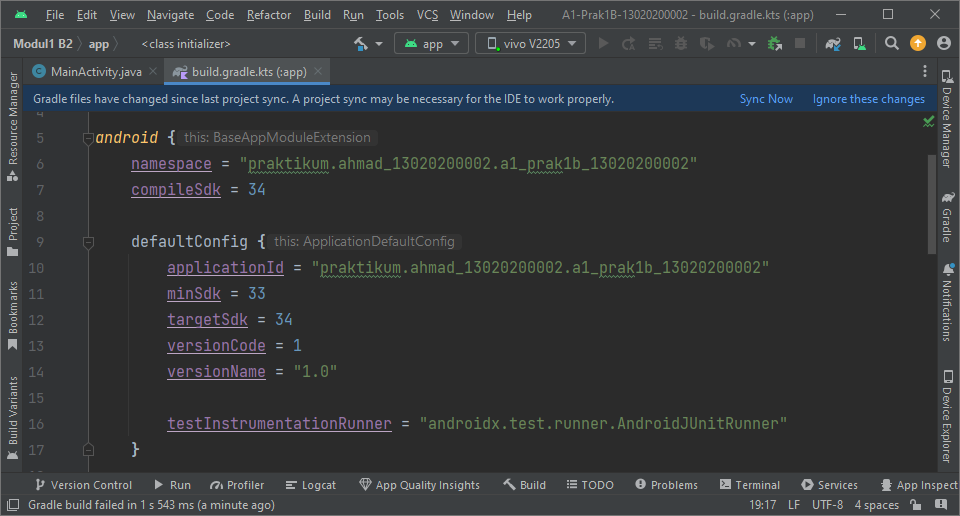 File Edit View Navigate Code Refactor Build Run Tools VCS Window Help A1-Prak1B-13020200002 - build.gradle.kts (:app)
Modul1 B2 app <class initializer> app vivo V2205
MainActivity.java build.gradle.kts (:app)
Gradle files have changed since last project sync. A project sync may be necessary for the IDE to work properly. Sync Now Ignore these changes
4
5 android { this: BaseAppModuleExtension
6 namespace = "praktikum.ahmad_13020200002.a1_prak1b_13020200002"
7 compileSdk = 34
8
9 defaultConfig { this: ApplicationDefaultConfig
10 applicationId = "praktikum.ahmad_13020200002.a1_prak1b_13020200002"
11 minSdk = 33
12 targetSdk = 34
13 versionCode = 1
14 versionName = "1.0"
15
16 testInstrumentationRunner = "androidx.test.runner.AndroidJUnitRunner"
17 }
Resource Manager
Project
Bookmarks
Build Variants
Device Manager
Gradle
Notifications
Device Explorer
Version Control Run Profiler Logcat App Quality Insights Build TODO Problems Terminal Services App Inspect
Gradle build failed in 1 s 543 ms (a minute ago) 19:17 LF UTF-8 4 spaces